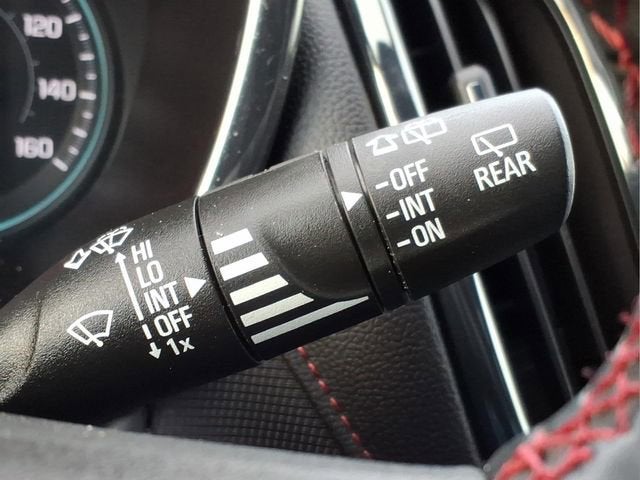 120
140
160
HI
LO
INT
OFF
1x
-OFF
-INT
-ON
REAR